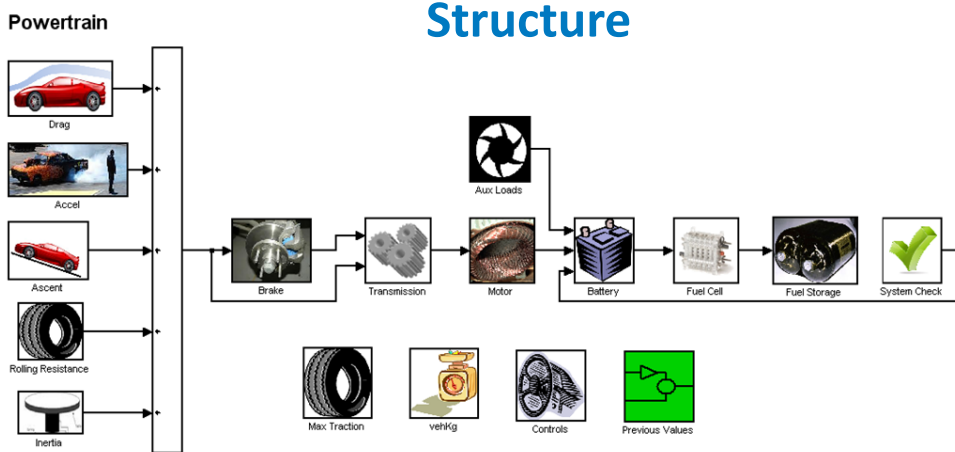 Structure
Powertrain
Drag
Accel
Ascent
Rolling Resistance
Inertia
Aux Loads
Brake
Transmission
Motor
Battery
Fuel Cell
Fuel Storage
System Check
Max Traction
vehKg
Controls
Previous Values